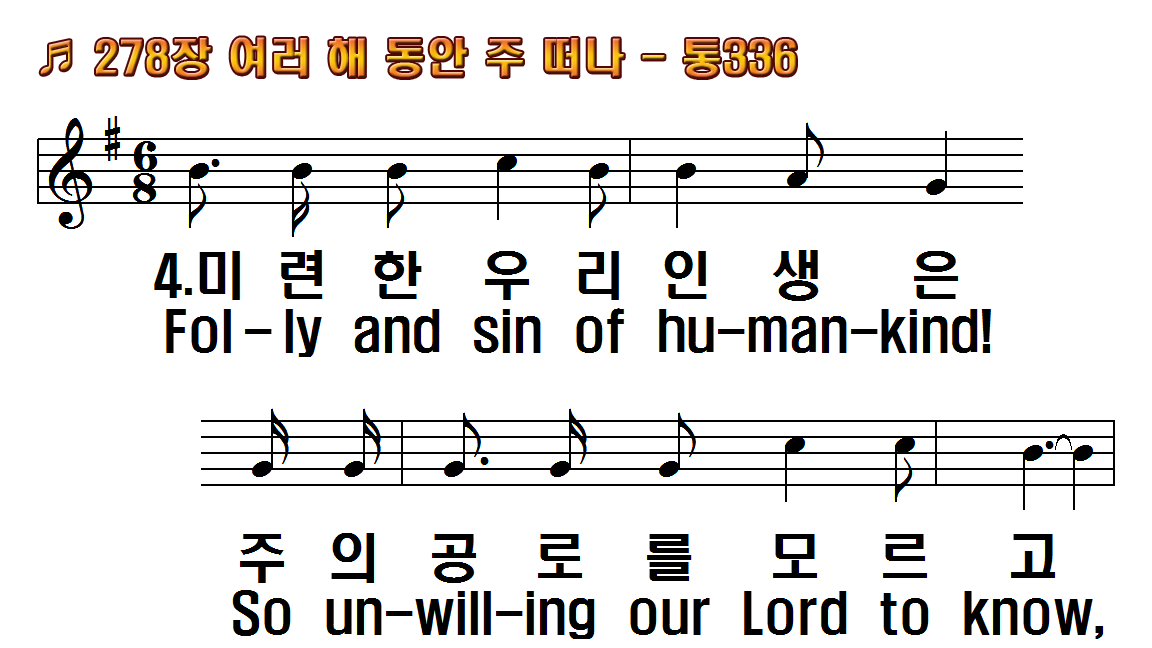 ♬ 278장 여러 해 동안 주 떠나 - 통336
6
8
4.미 련 한 우 리 인 생 은
Fol-ly and sin of hu-man-kind!
주 의 공 로 를 모 르 고
So un-will-ing our Lord to know,